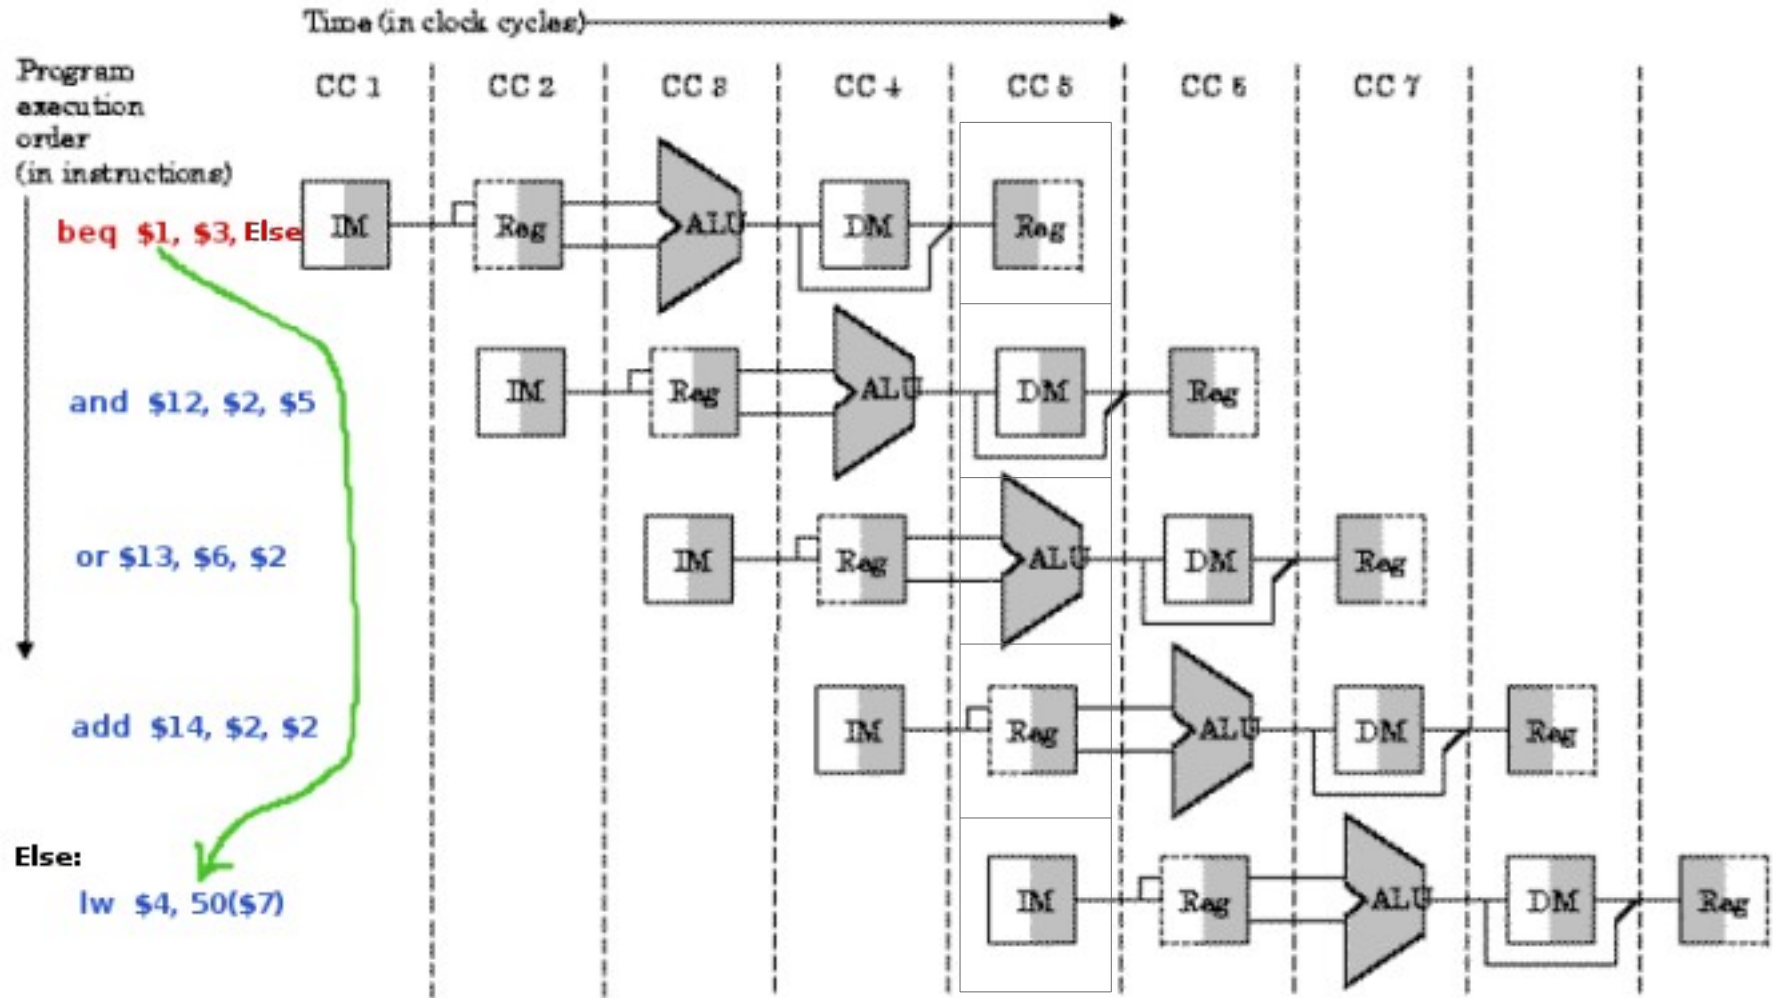 Time (in clock cycles)
Program
execution
order
(in instructions)
CC 1 CC 2 CC 3 CC 4 CC 5 CC 6 CC 7
beq $1, $3, Else IM Reg ALU DM Reg
and $12, $2, $5 IM Reg ALU DM Reg
or $13, $6, $2 IM Reg ALU DM Reg
add $14, $2, $2 IM Reg ALU DM Reg
Else:
lw $4, 50($7) IM Reg ALU DM Reg